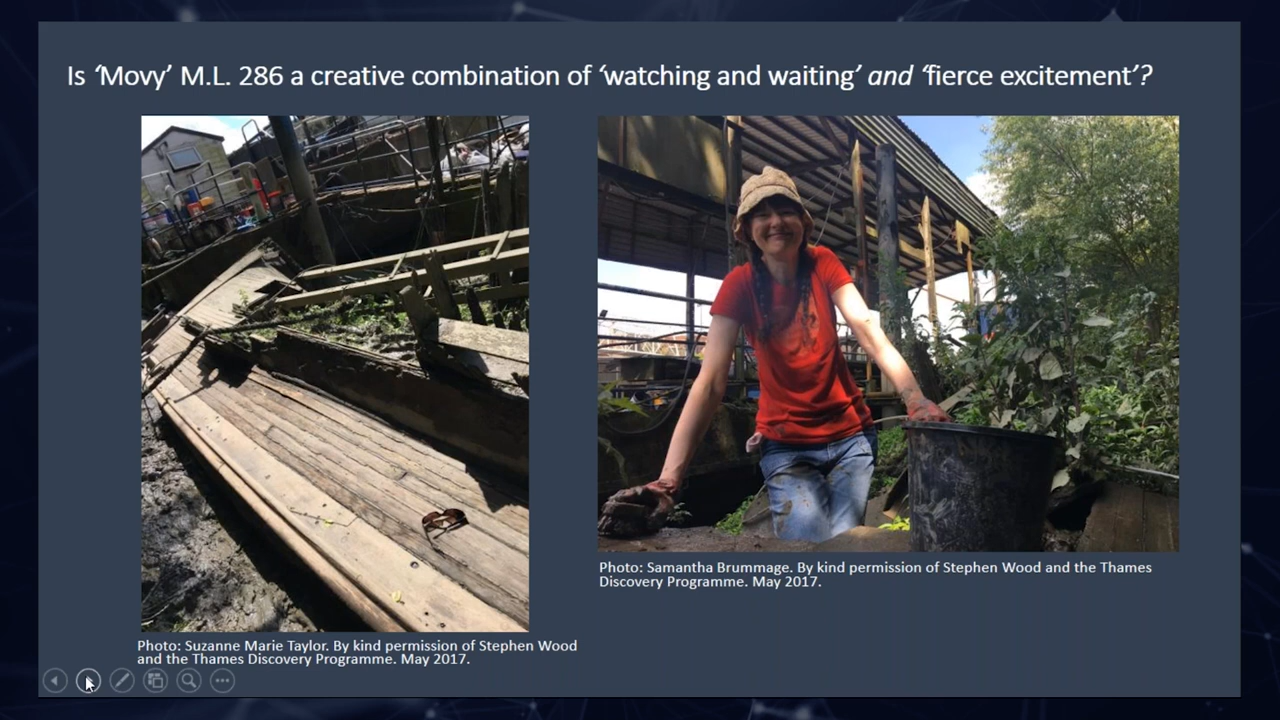 Is ‘Movy’ M.L. 286 a creative combination of ‘watching and waiting’ and ‘fierce excitement’?
Photo: Samantha Brummage. By kind permission of Stephen Wood and the Thames
Discovery Programme. May 2017.
Photo: Suzanne Marie Taylor. By kind permission of Stephen Wood
and the Thames Discovery Programme. May 2017.